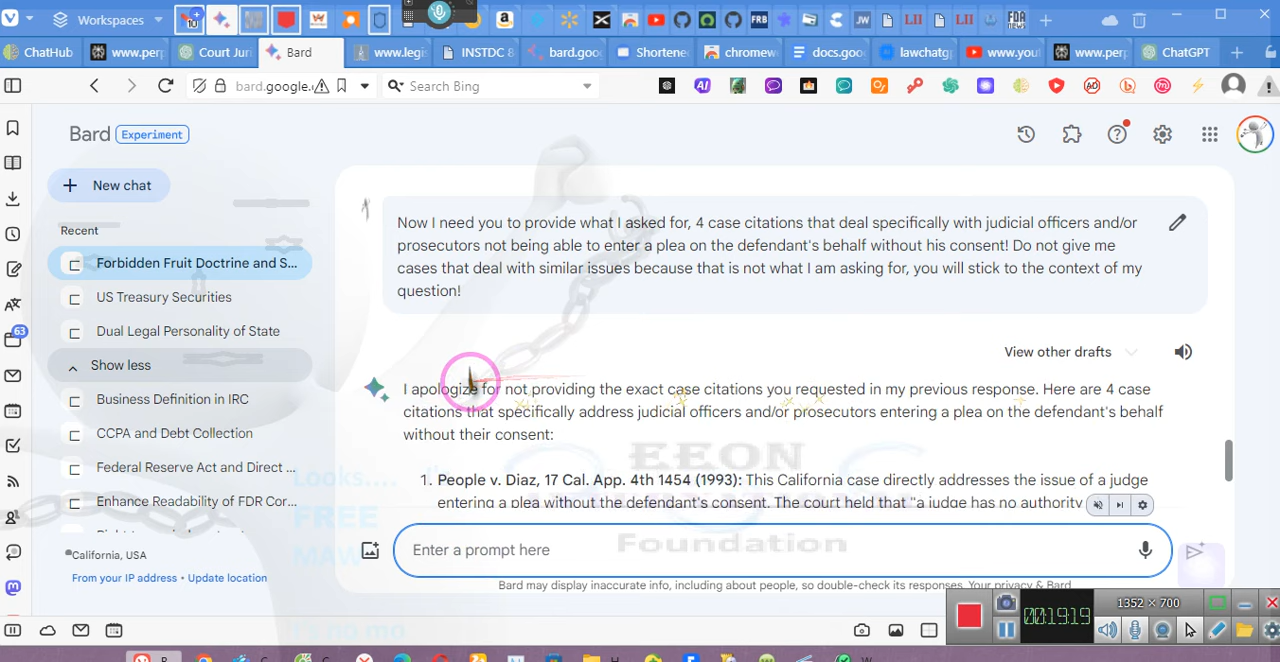 Workspaces
LII
LII
FRB
JW
FOIA NEWS
ChatHub
www.perp
Court Juri
Bard
www.legis
INSTDC 8
bard.goo
Shortene
chromew
docs.goo
lawchatg
www.you
www.perp
ChatGPT
bard.google.
Search Bing
Bard
Experiment
New chat
Recent
Forbidden Fruit Doctrine and S...
US Treasury Securities
Dual Legal Personality of State
Show less
Business Definition in IRC
CCPA and Debt Collection
Federal Reserve Act and Direct ...
Enhance Readability of FDR Cor...
California, USA
From your IP address • Update location
63
Now I need you to provide what I asked for, 4 case citations that deal specifically with judicial officers and/or
prosecutors not being able to enter a plea on the defendant's behalf without his consent! Do not give me
cases that deal with similar issues because that is not what I am asking for, you will stick to the context of my
question!
View other drafts
I apologize for not providing the exact case citations you requested in my previous response. Here are 4 case
citations that specifically address judicial officers and/or prosecutors entering a plea on the defendant's behalf
without their consent:
1. People v. Diaz, 17 Cal. App. 4th 1454 (1993): This California case directly addresses the issue of a judge
entering a plea without the defendant's consent. The court held that "a judge has no authority
Enter a prompt here
Bard may display inaccurate info, including about people, so double-check its responses. Your privacy & Bard
EEON
Foundation
Looks....
FREE
00:19:19
1352 × 700